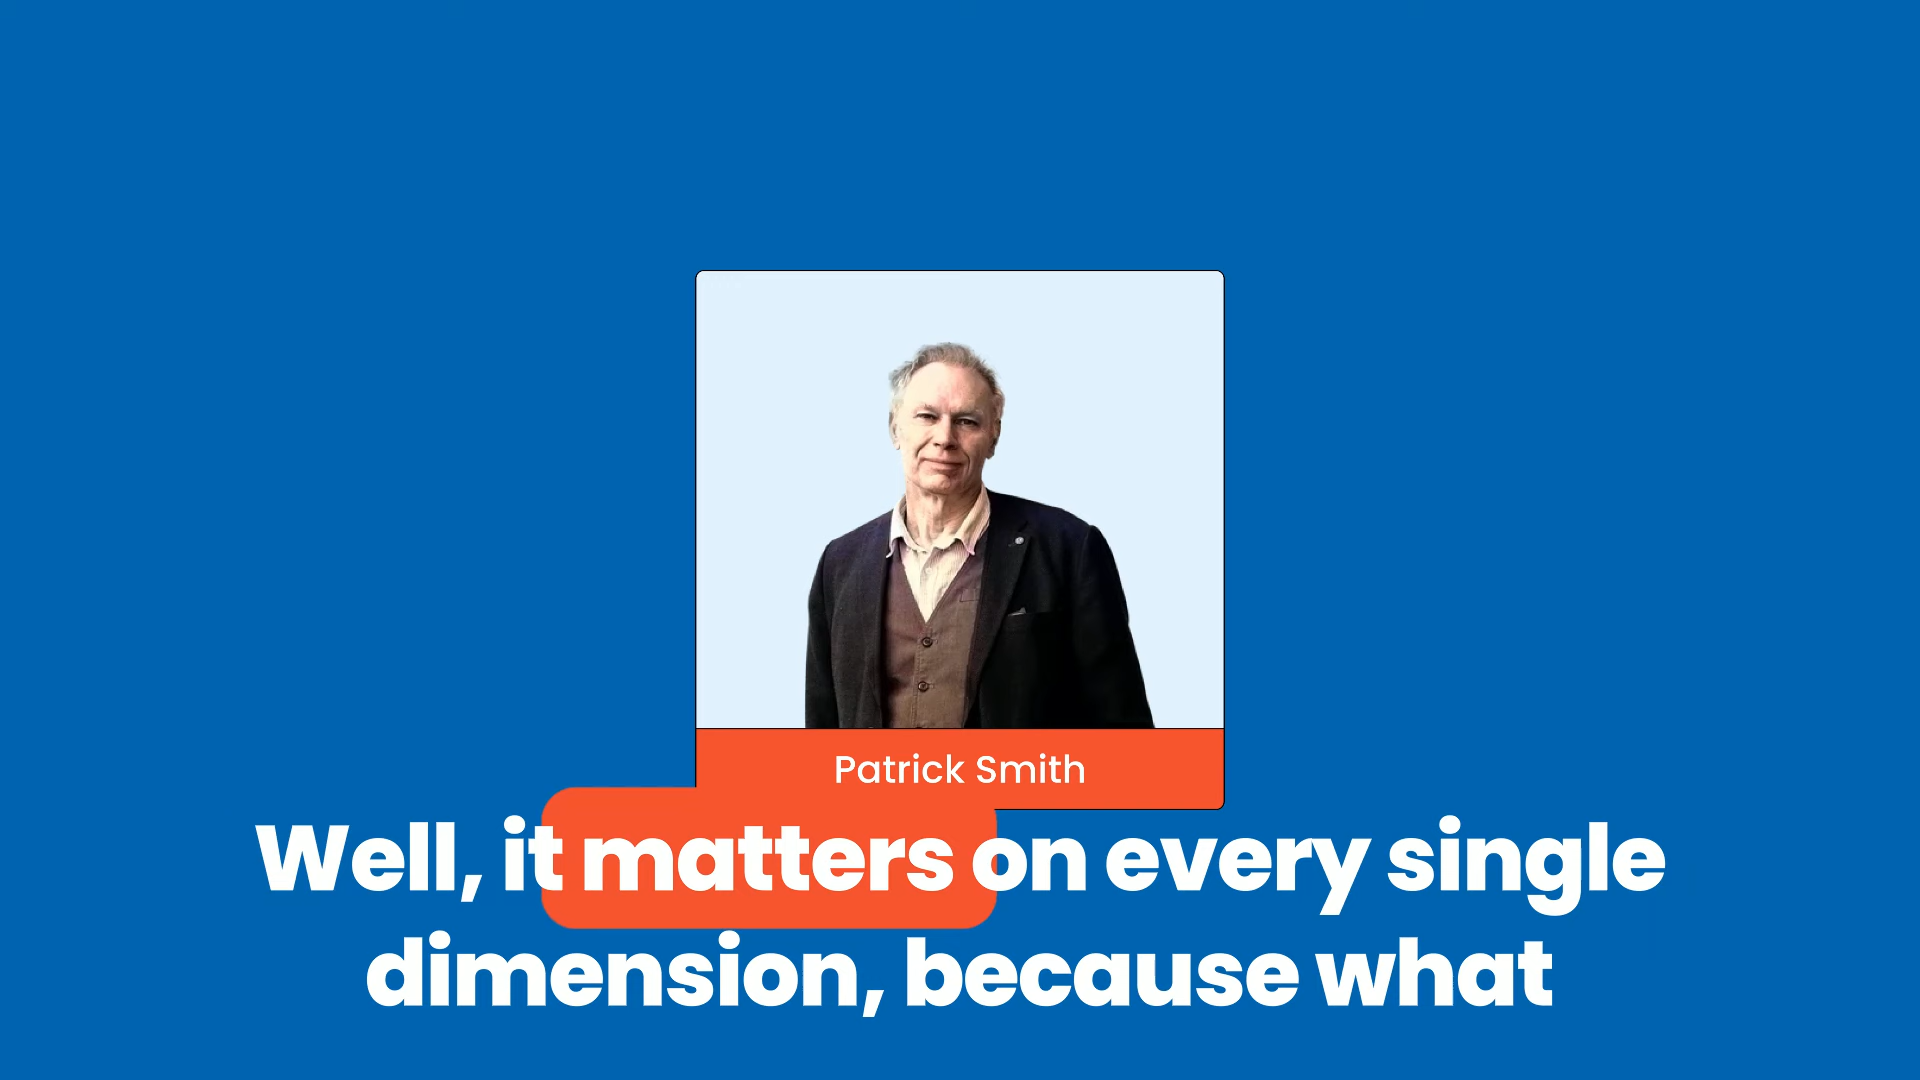 Patrick Smith
Well, it matters on every single
dimension, because what